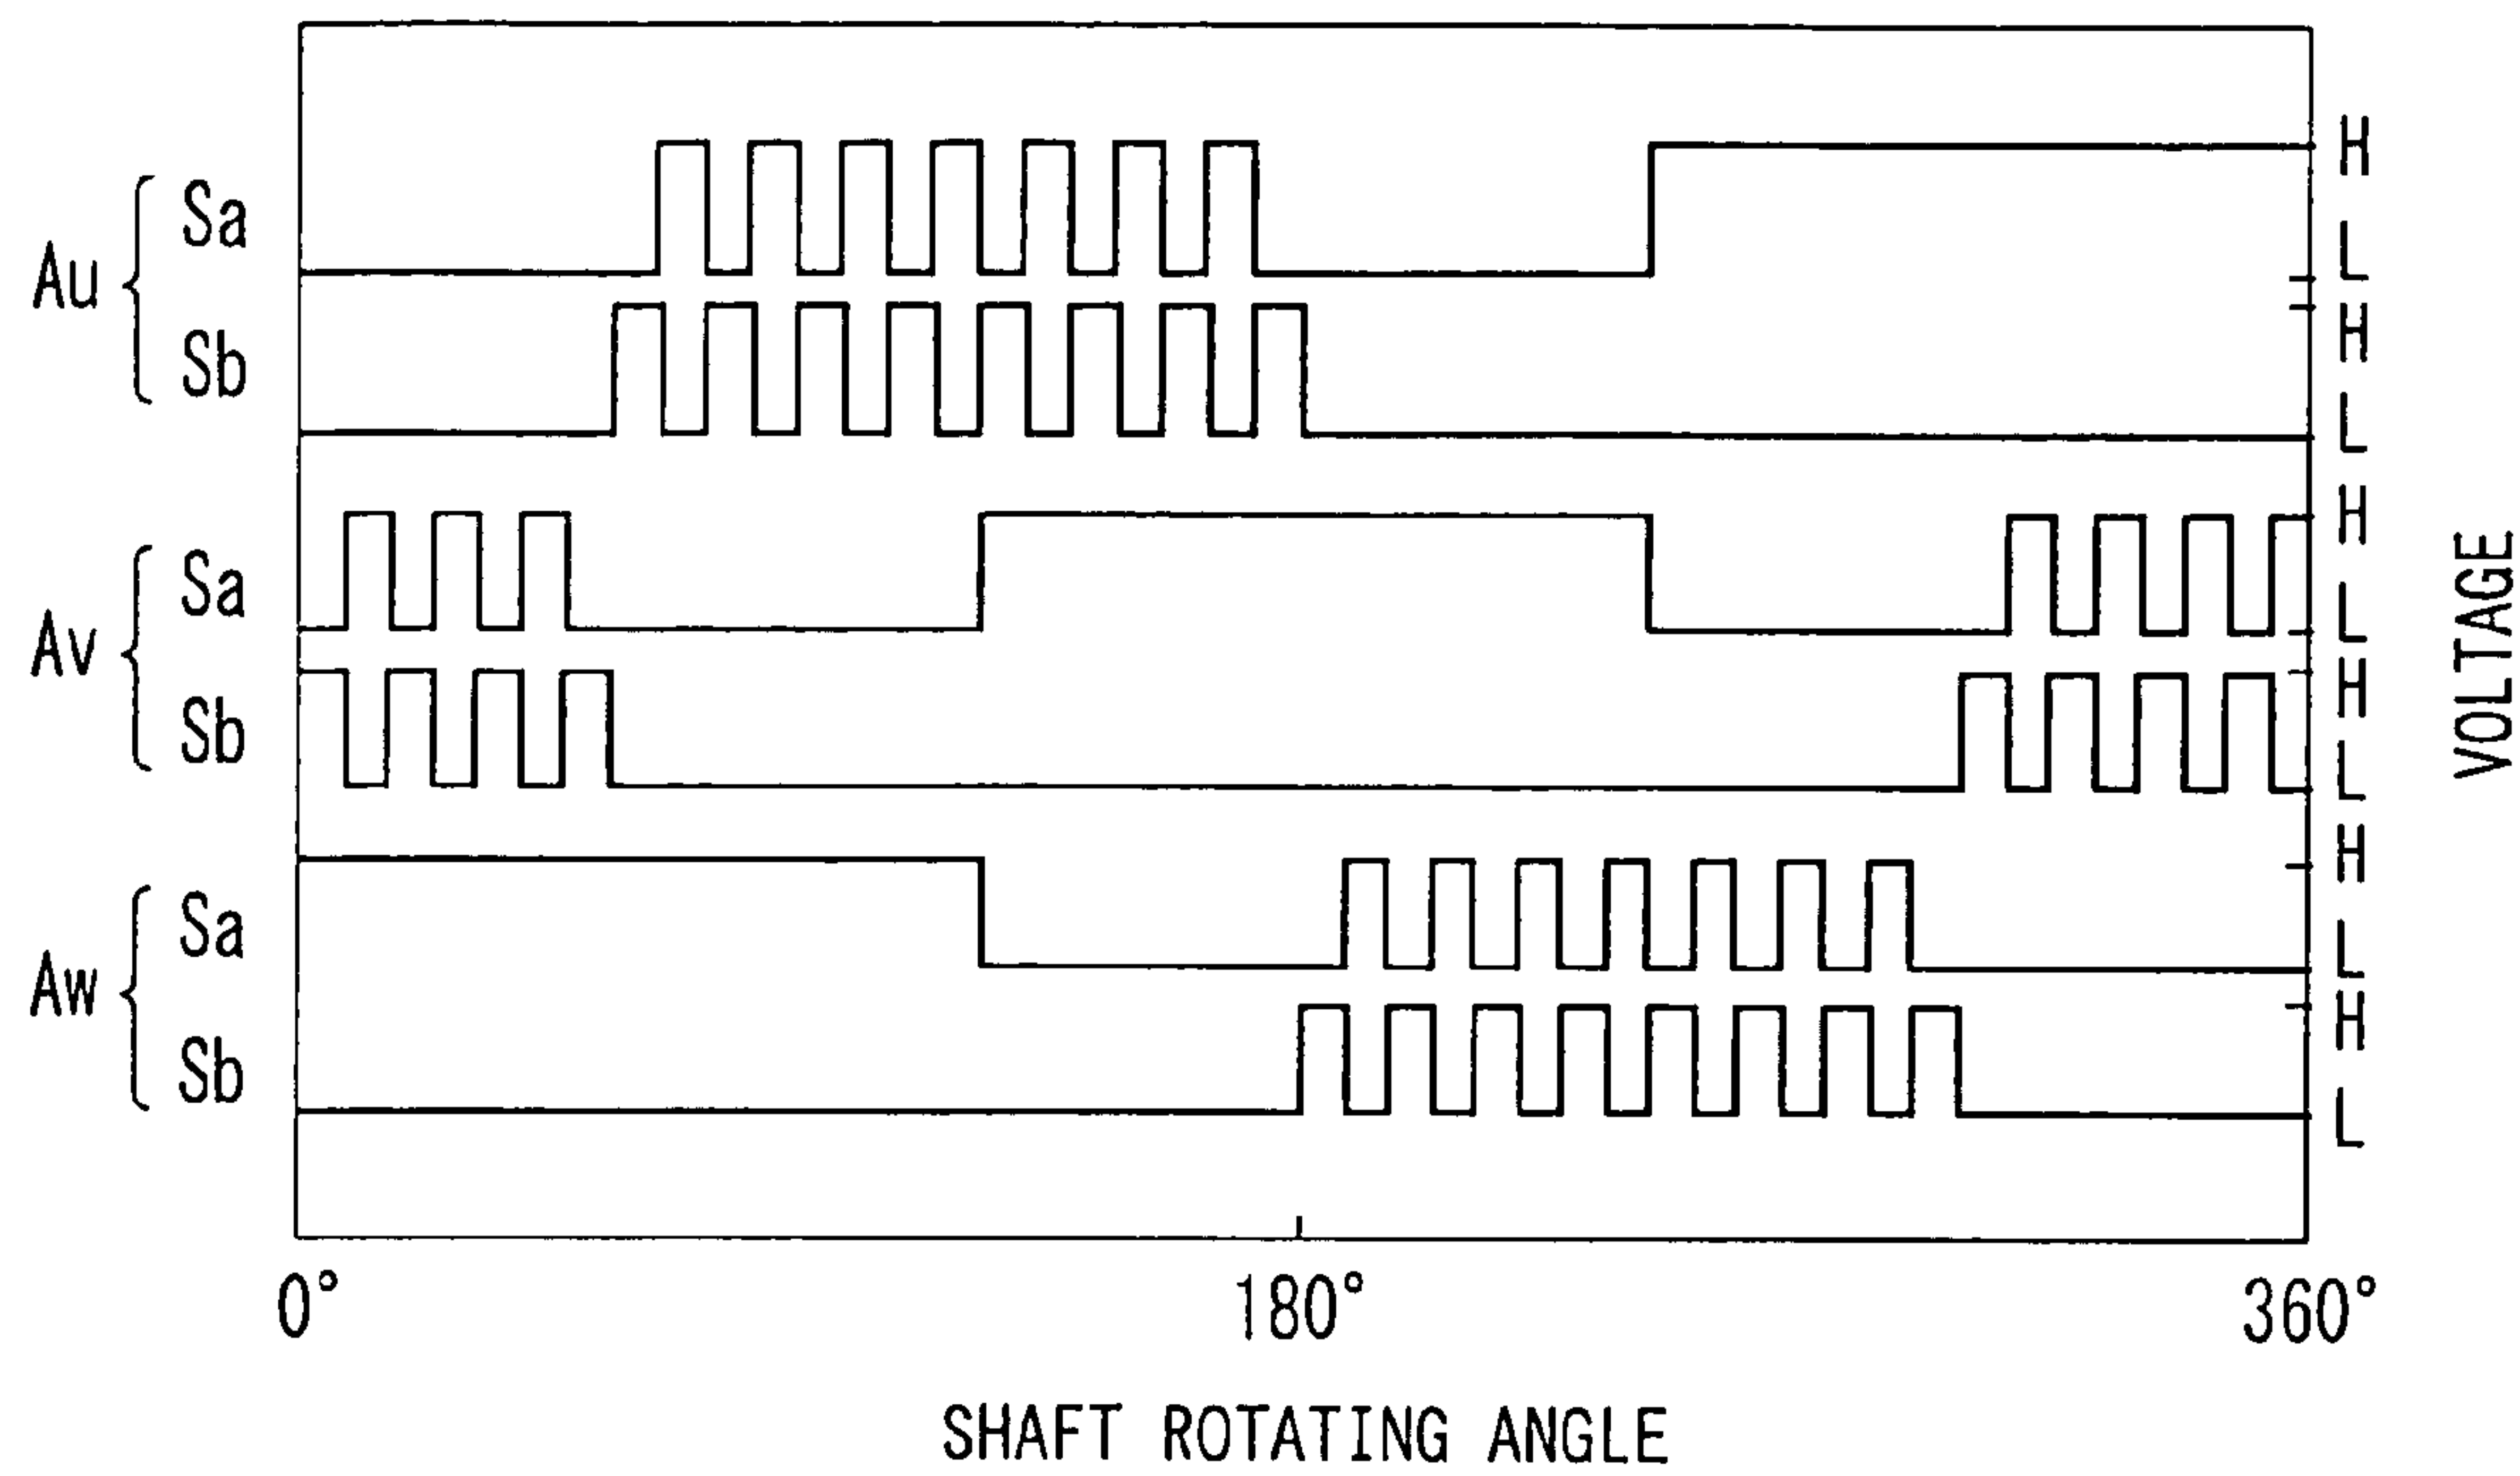 H
Sa
L
Au
H
Sb
L
H
Sa
L
Av
H
Sb
L
VOLTAGE
H
Sa
L
Aw
H
Sb
L
0° 180° 360°
SHAFT ROTATING ANGLE